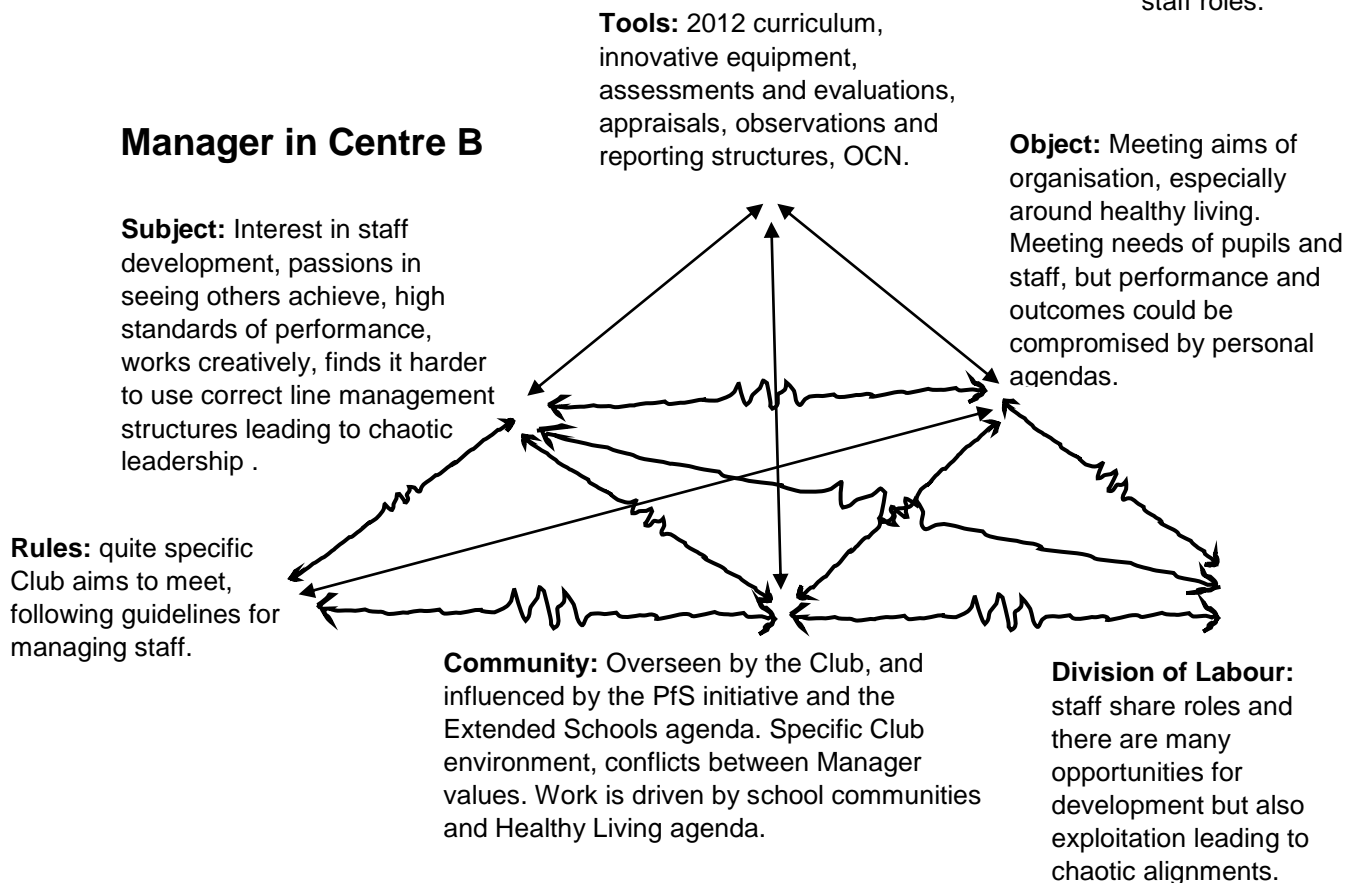 staff roles.
Tools: 2012 curriculum,
innovative equipment,
assessments and evaluations,
appraisals, observations and
reporting structures, OCN.
Manager in Centre B
Object: Meeting aims of
organisation, especially
around healthy living.
Meeting needs of pupils and
staff, but performance and
outcomes could be
compromised by personal
agendas.
Subject: Interest in staff
development, passions in
seeing others achieve, high
standards of performance,
works creatively, finds it harder
to use correct line management
structures leading to chaotic
leadership .
Rules: quite specific
Club aims to meet,
following guidelines for
managing staff.
Community: Overseen by the Club, and
influenced by the PfS initiative and the
Extended Schools agenda. Specific Club
environment, conflicts between Manager
values. Work is driven by school communities
and Healthy Living agenda.
Division of Labour:
staff share roles and
there are many
opportunities for
development but also
exploitation leading to
chaotic alignments.